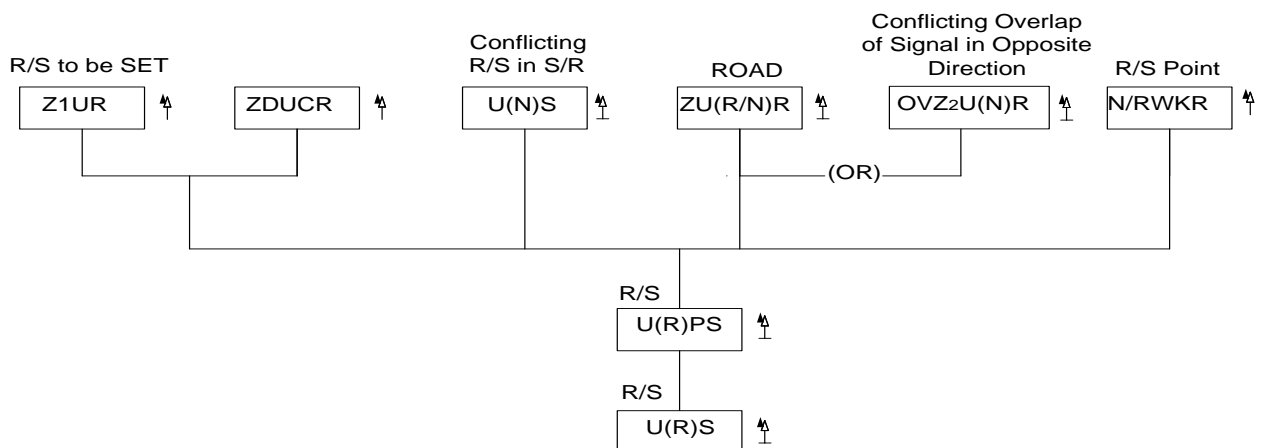 R/S to be SET
Z1UR
ZDUCR
Conflicting
R/S in S/R
U(N)S
ROAD
ZU(R/N)R
Conflicting Overlap
of Signal in Opposite
Direction
OVZ2U(N)R
R/S Point
N/RWKR
(OR)
R/S
U(R)PS
R/S
U(R)S